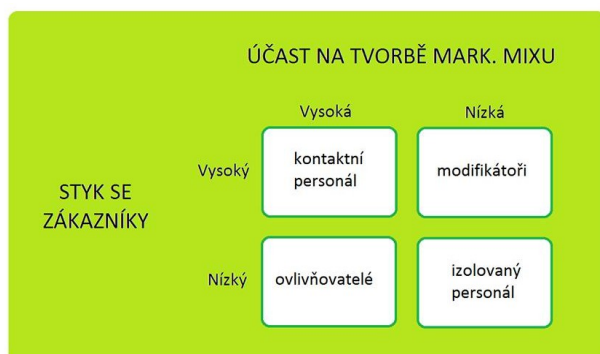 ÚČAST NA TVORBĚ MARK. MIXU
Vysoká
Nízká
STYK SE
ZÁKAZNÍKY
Vysoký
kontaktní
personál
modifikátoři
Nízký
ovlivňovatelé
izolovaný
personál